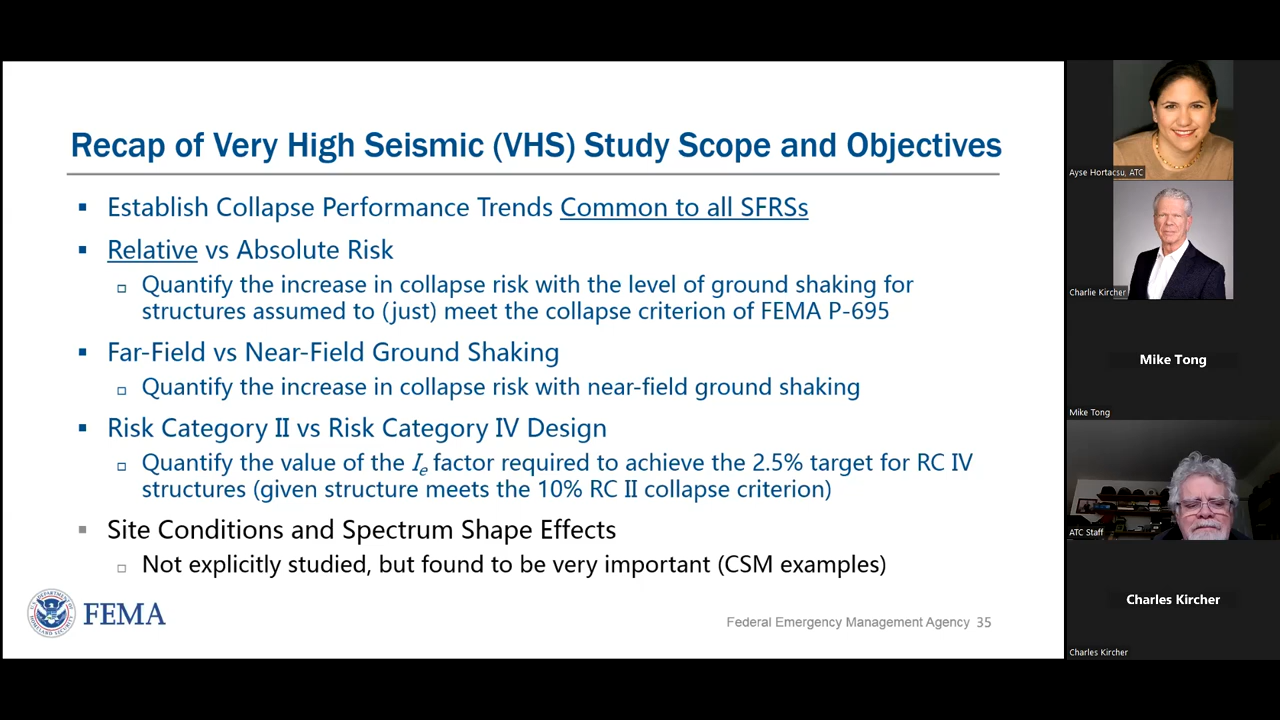 Recap of Very High Seismic (VHS) Study Scope and Objectives
▪ Establish Collapse Performance Trends Common to all SFRSs
▪ Relative vs Absolute Risk
▫ Quantify the increase in collapse risk with the level of ground shaking for
structures assumed to (just) meet the collapse criterion of FEMA P-695
▪ Far-Field vs Near-Field Ground Shaking
▫ Quantify the increase in collapse risk with near-field ground shaking
▪ Risk Category II vs Risk Category IV Design
▫ Quantify the value of the Ie factor required to achieve the 2.5% target for RC IV
structures (given structure meets the 10% RC II collapse criterion)
▪ Site Conditions and Spectrum Shape Effects
▫ Not explicitly studied, but found to be very important (CSM examples)
FEMA
Federal Emergency Management Agency 35
Ayse Hortacsu, ATC
Charlie Kircher
Mike Tong
Mike Tong
ATC Staff
Charles Kircher
Charles Kircher